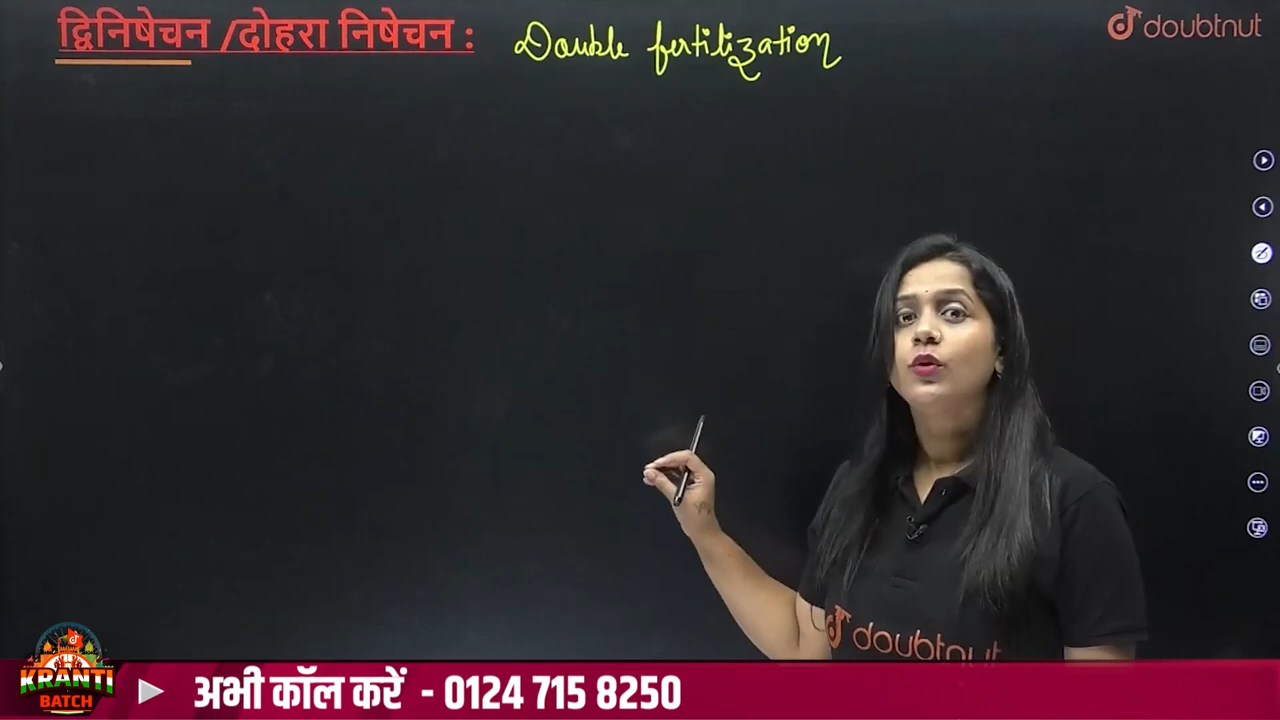 द्विनिषेचन /दोहरा निषेचन : Double fertilization
doubtnut
doubtnut
KRANTI
BATCH
अभी कॉल करें - 0124 715 8250